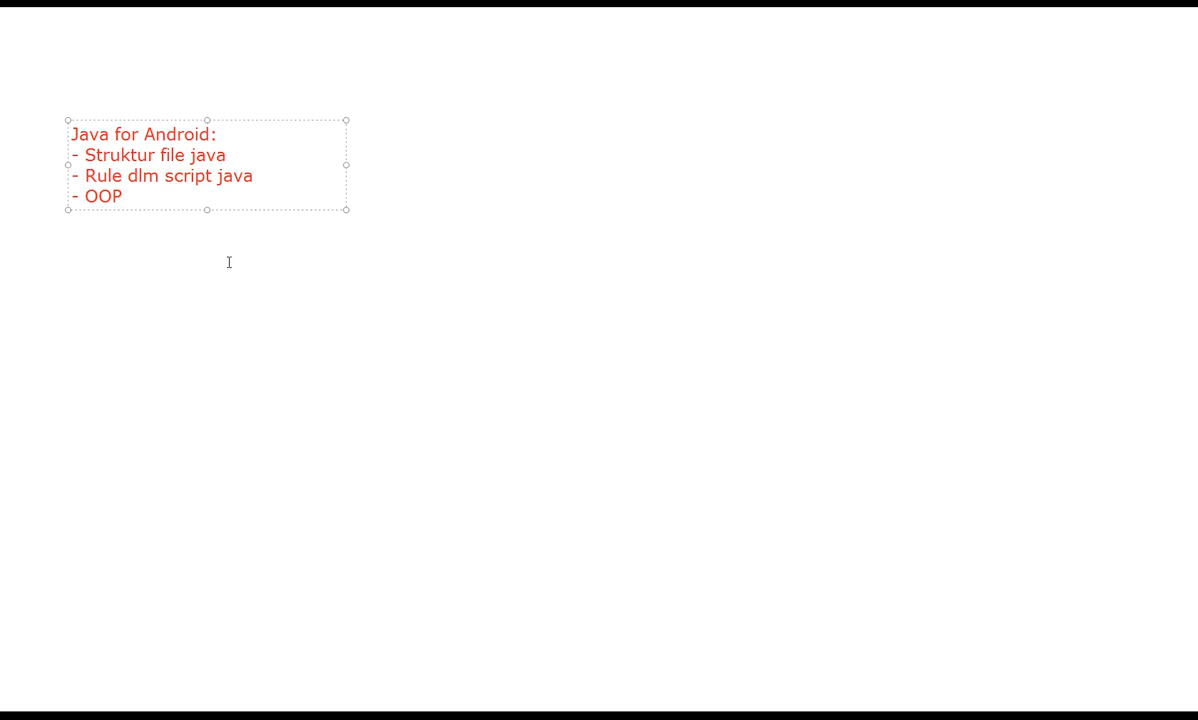 Java for Android:
- Struktur file java
- Rule dlm script java
- OOP